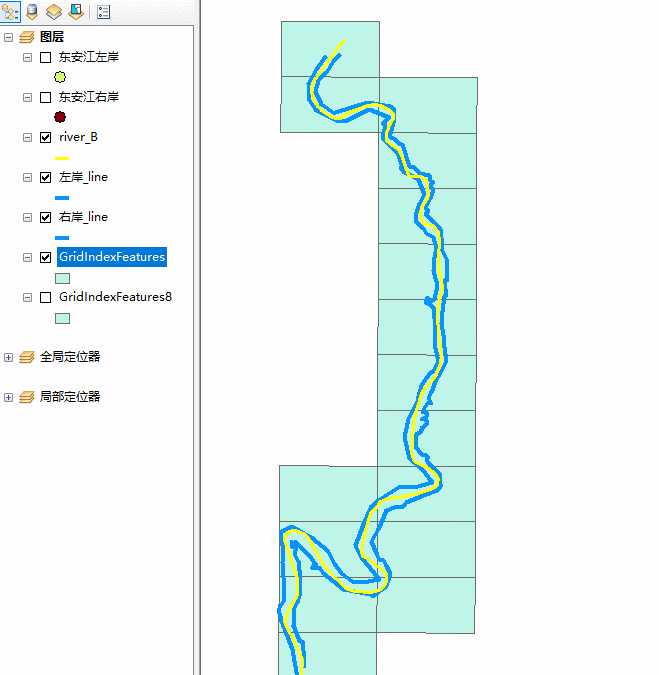 图层
东安江左岸
东安江右岸
river_B
左岸_line
右岸_line
GridIndexFeatures
GridIndexFeatures8
全局定位器
局部定位器